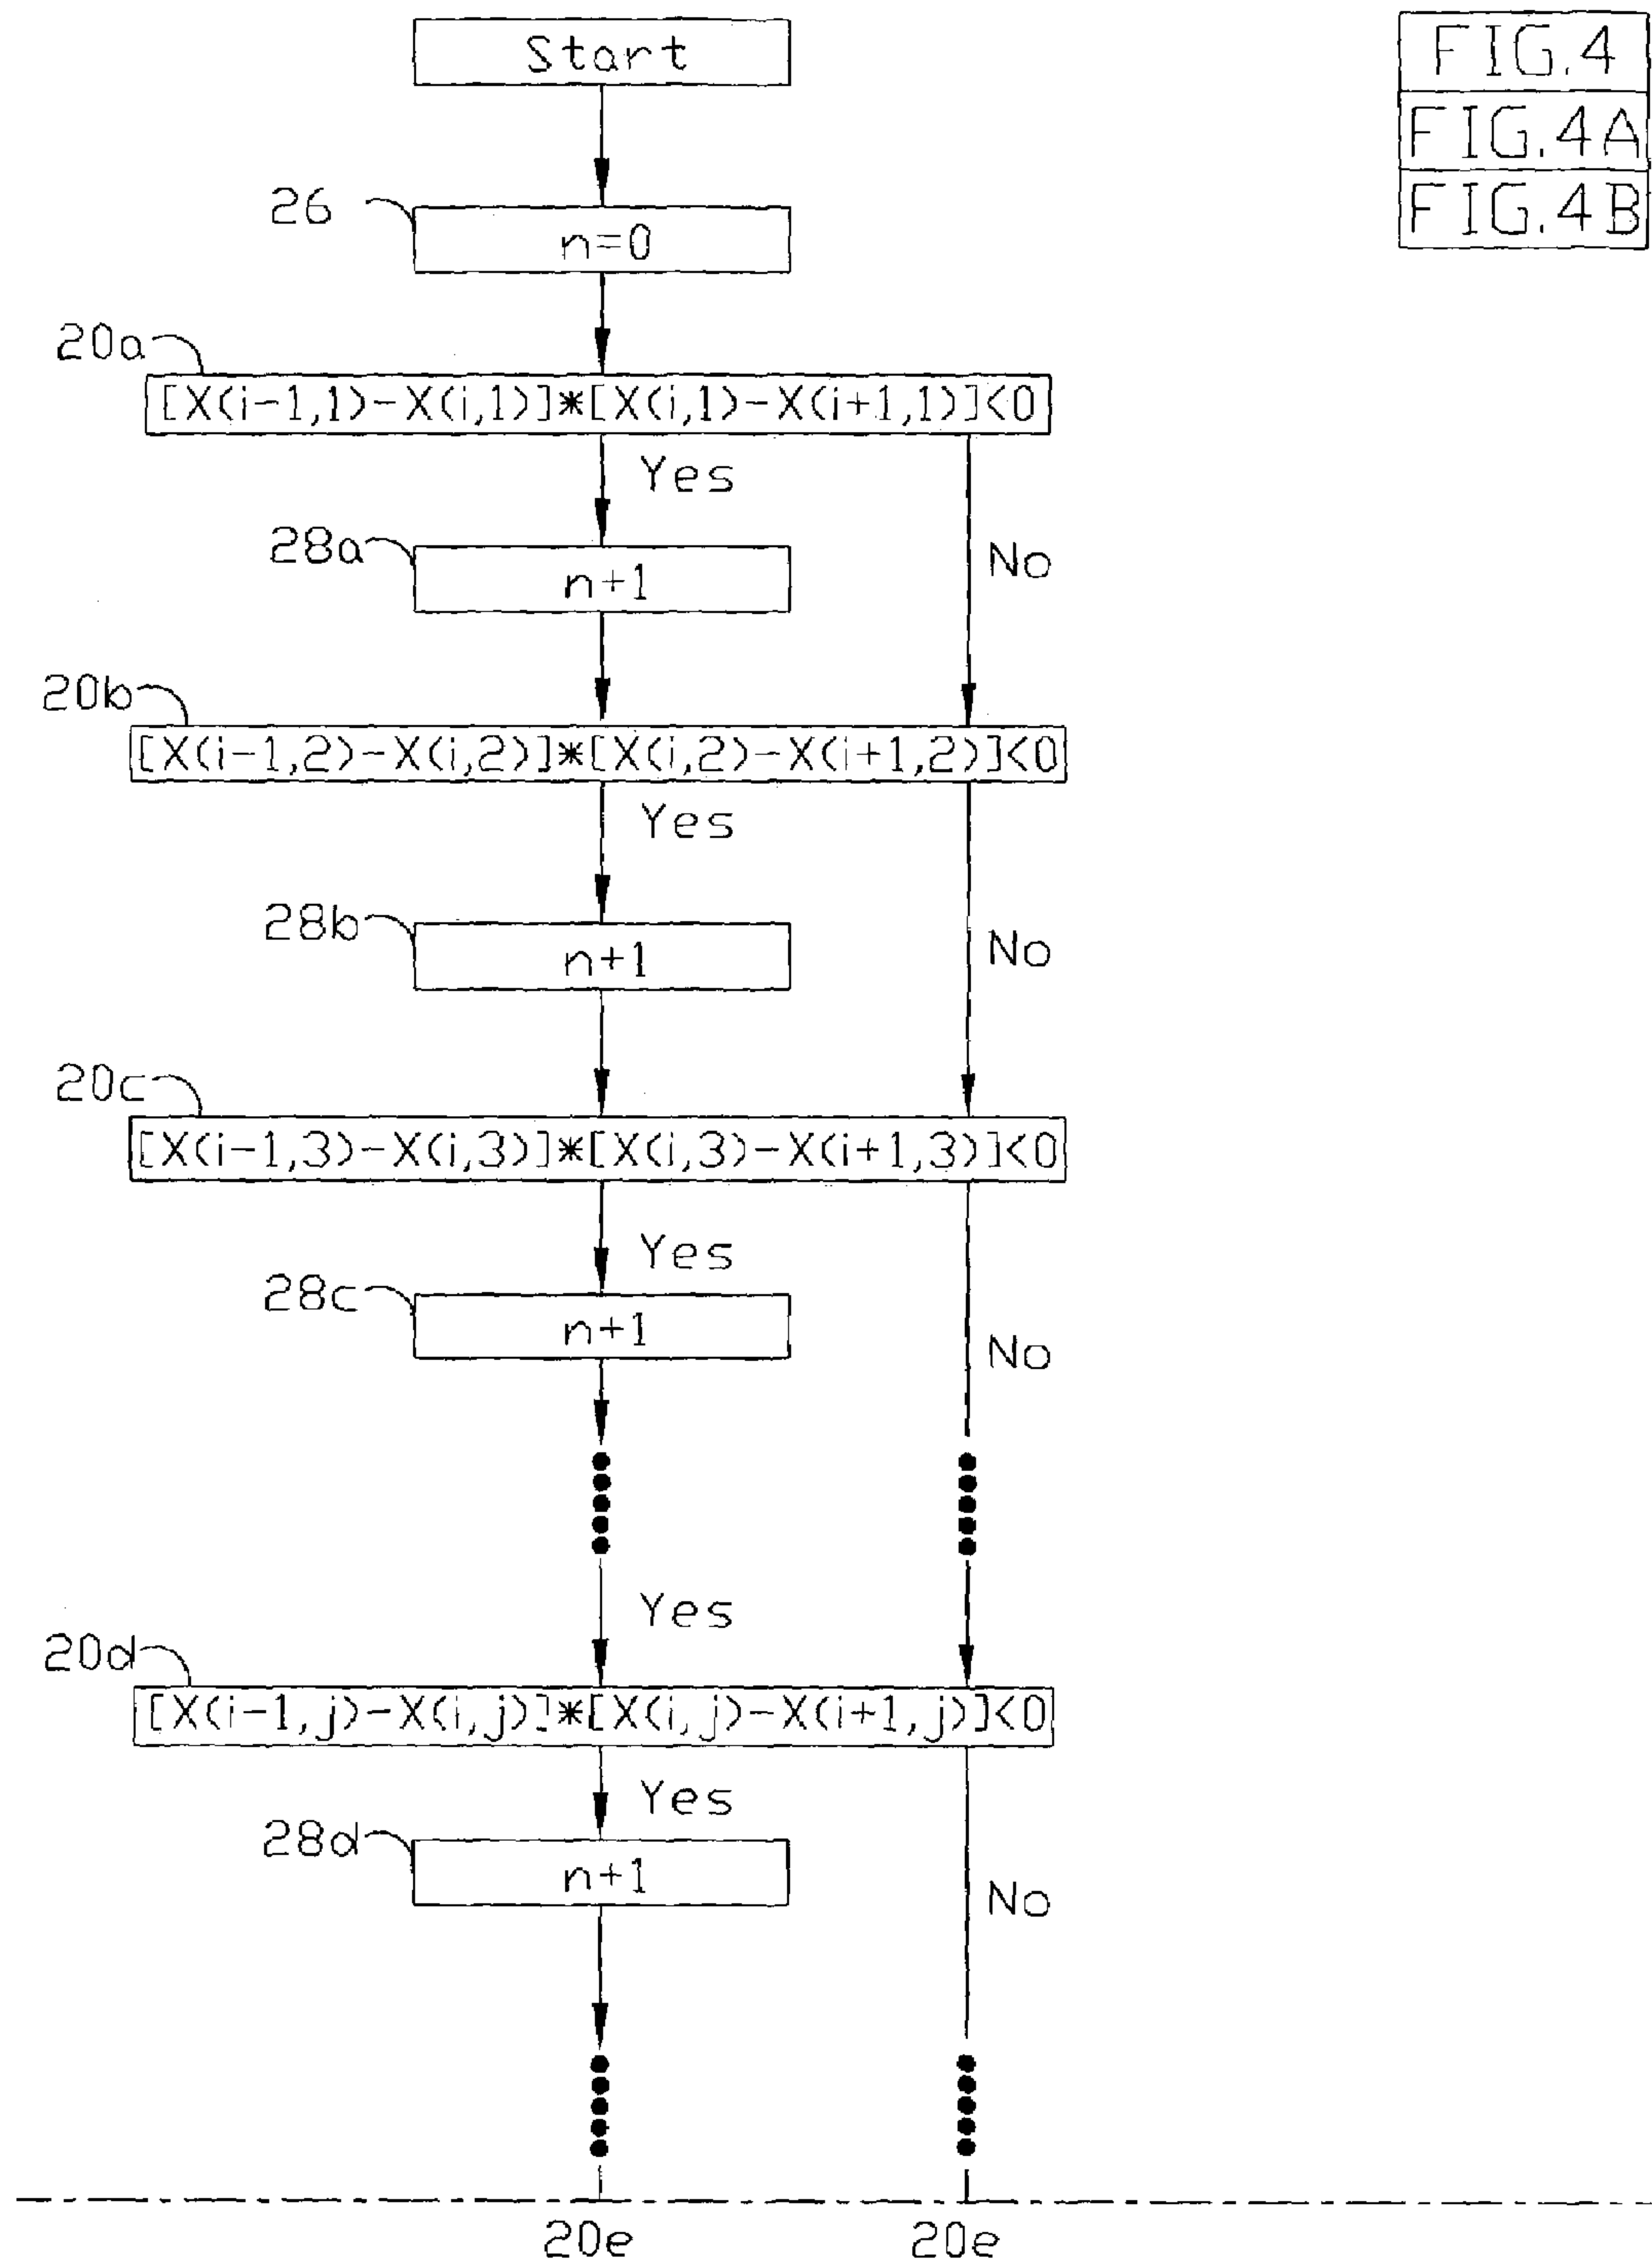 Start
FIG.4
FIG.4A
FIG.4B
26
n=0
20a
[X(i-1,1)-X(i,1)]*[X(i,1)-X(i+1,1)]<0
Yes
28a
n+1
No
20b
[X(i-1,2)-X(i,2)]*[X(i,2)-X(i+1,2)]<0
Yes
28b
n+1
No
20c
[X(i-1,3)-X(i,3)]*[X(i,3)-X(i+1,3)]<0
Yes
28c
n+1
No
Yes
20d
[X(i-1,j)-X(i,j)]*[X(i,j)-X(i+1,j)]<0
Yes
28d
n+1
No
20e 20e